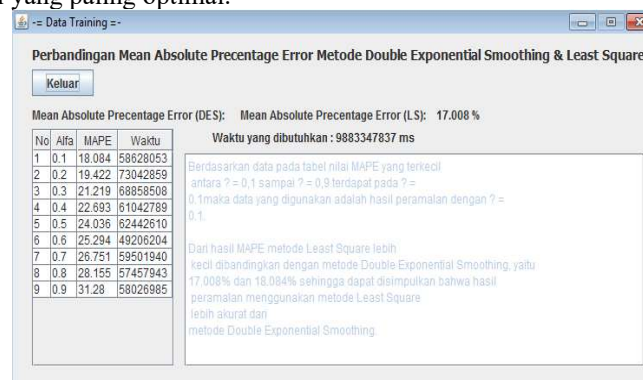 yang paling optimal.
-= Data Training =-
Perbandingan Mean Absolute Precentage Error Metode Double Exponential Smoothing & Least Square
Keluar
Mean Absolute Precentage Error (DES): Mean Absolute Precentage Error (LS): 17.008 %
Waktu yang dibutuhkan : 9883347837 ms
No Alfa MAPE Waktu
1 0.1 18.084 58628053
2 0.2 19.422 73042859
3 0.3 21.219 68858508
4 0.4 22.693 61042789
5 0.5 24.036 62442610
6 0.6 25.294 49206204
7 0.7 26.751 59501940
8 0.8 28.155 57457943
9 0.9 31.28 58026985
Berdasarkan data pada tabel nilai MAPE yang terkecil
antara ? = 0,1 sampai ? = 0,9 terdapat pada ? =
0.1maka data yang digunakan adalah hasil peramalan dengan ? =
0.1.
Dari hasil MAPE metode Least Square lebih
kecil dibandingkan dengan metode Double Exponential Smoothing, yaitu
17.008% dan 18.084% sehingga dapat disimpulkan bahwa hasil
peramalan menggunakan metode Least Square
lebih akurat dari
metode Double Exponential Smoothing.